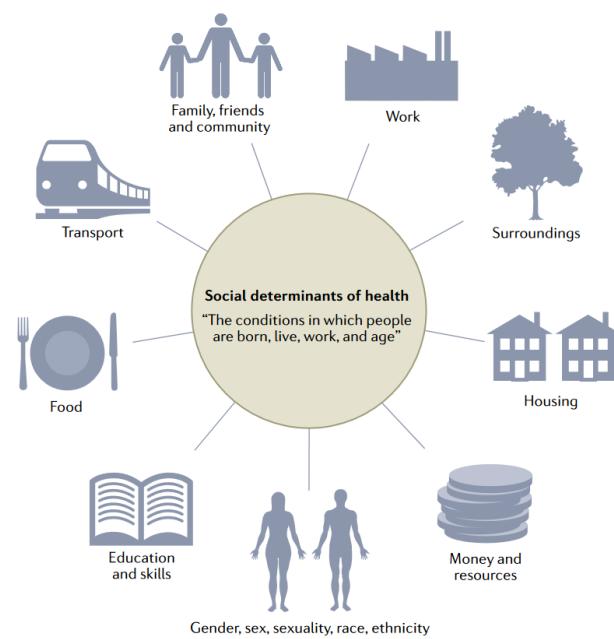 Family, friends
and community
Work
Transport
Surroundings
Social determinants of health
“The conditions in which people
are born, live, work, and age”
Food
Housing
Education
and skills
Money and
resources
Gender, sex, sexuality, race, ethnicity